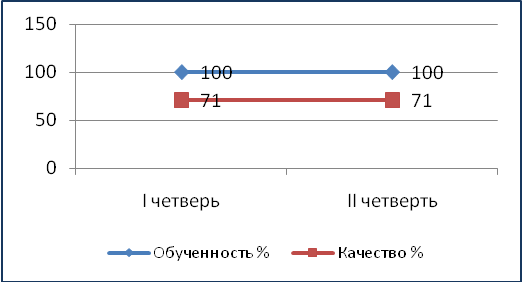 150
100
50
0
100
100
71
71
I четверь
II четверть
Обученность %
Качество %